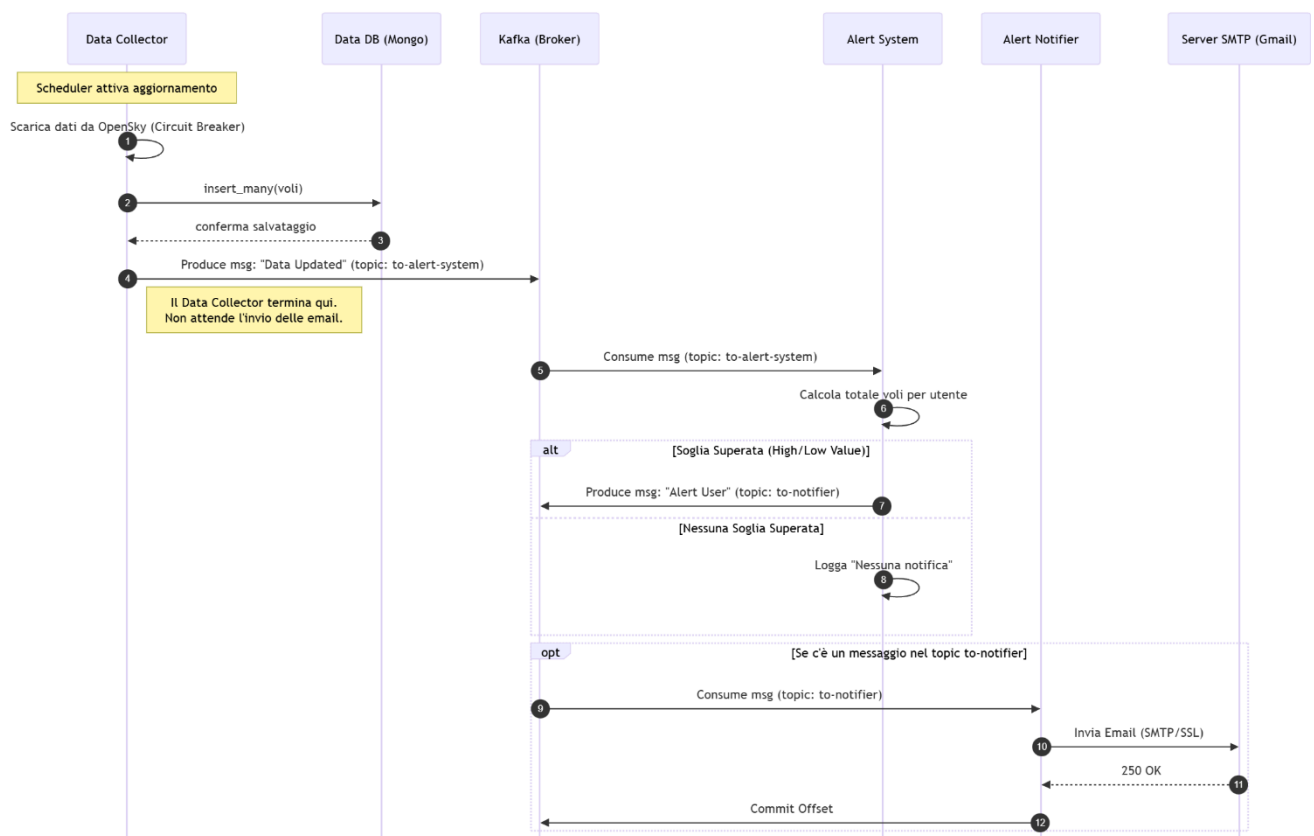 Data Collector
Data DB (Mongo)
Kafka (Broker)
Alert System
Alert Notifier
Server SMTP (Gmail)
Scheduler attiva aggiornamento
Scarica dati da OpenSky (Circuit Breaker)
1
insert_many(voli)
2
conferma salvataggio
3
Produce msg: "Data Updated" (topic: to-alert-system)
4
Il Data Collector termina qui.
Non attende l'invio delle email.
Consume msg (topic: to-alert-system)
5
Calcola totale voli per utente
6
alt
[Soglia Superata (High/Low Value)]
Produce msg: "Alert User" (topic: to-notifier)
7
[Nessuna Soglia Superata]
Logga "Nessuna notifica"
8
opt
[Se c'è un messaggio nel topic to-notifier]
Consume msg (topic: to-notifier)
9
Invia Email (SMTP/SSL)
10
250 OK
11
Commit Offset
12